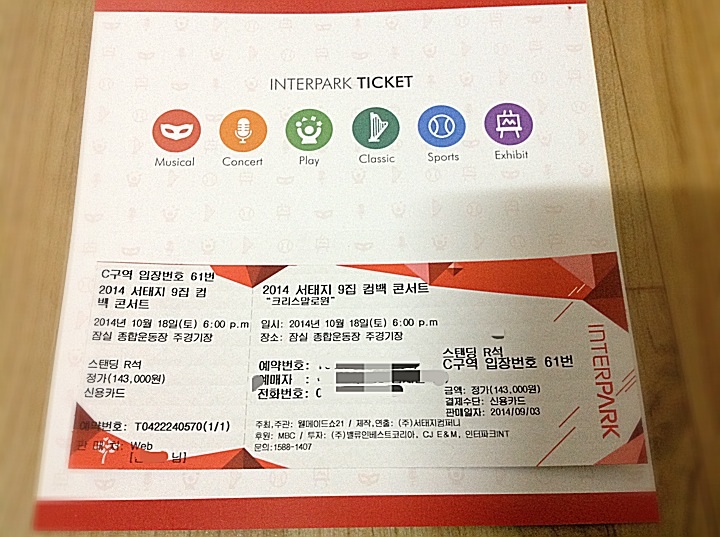 INTERPARK TICKET
Musical
Concert
Play
Classic
Sports
Exhibit
C구역 입장번호 61번
2014 서태지 9집 컴
백 콘서트
2014년 10월 18일(토) 6:00 p.m
잠실 종합운동장 주경기장
스탠딩 R석
정가(143,000원)
신용카드
예약번호: T0422240570(1/1)
판매처: Web
님]
2014 서태지 9집 컴백 콘서트
"크리스말로윈"
일시: 2014년 10월 18일(토) 6:00 p.m
장소: 잠실 종합운동장 주경기장
예약번호:
예매자 :
전화번호:
스탠딩 R석
C구역 입장번호 61번
금액: 정가(143,000원)
결제수단: 신용카드
판매일자: 2014/09/03
주최,주관: 웰메이드쇼21 / 제작,연출: (주)서태지컴퍼니
후원: MBC / 투자: (주)밸류인베스트코리아, CJ E&M, 인터파크INT
문의:1588-1407
INTERPARK